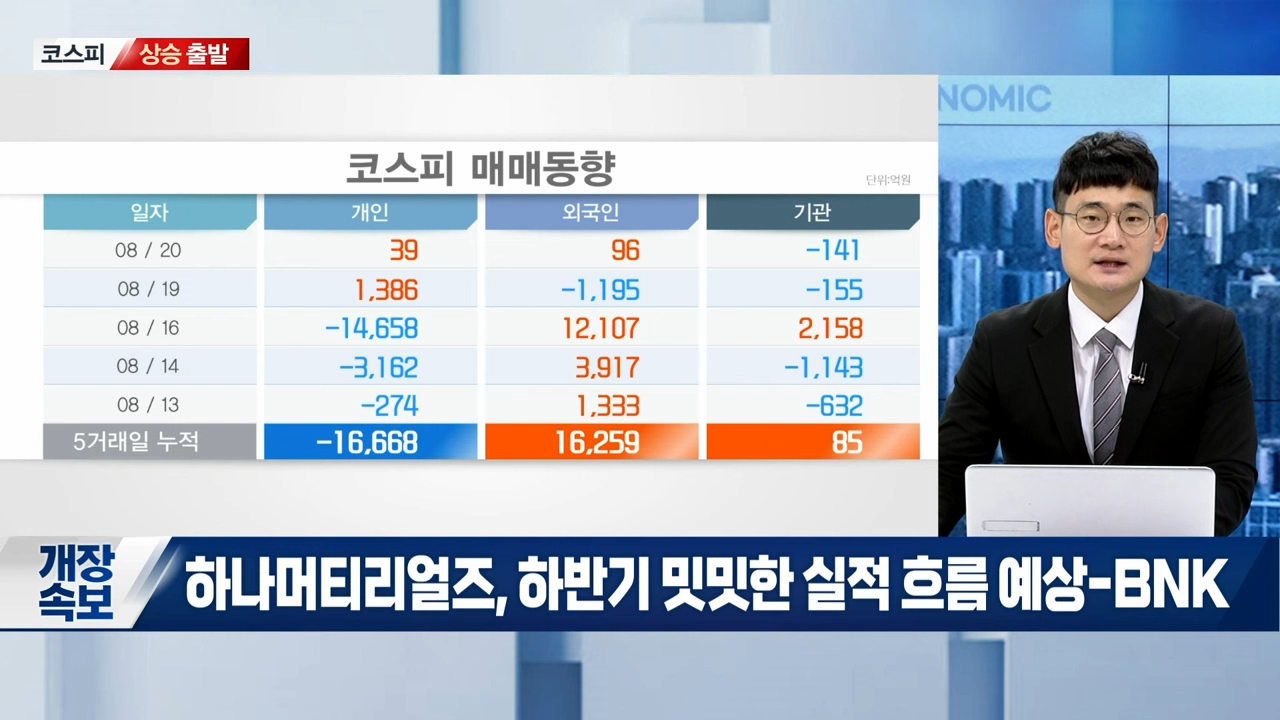 코스피 상승 출발
NOMIC
코스피 매매동향
단위:억원
일자 개인 외국인 기관
08 / 20 39 96 -141
08 / 19 1,386 -1,195 -155
08 / 16 -14,658 12,107 2,158
08 / 14 -3,162 3,917 -1,143
08 / 13 -274 1,333 -632
5거래일 누적 -16,668 16,259 85
개장
속보
하나머티리얼즈, 하반기 밋밋한 실적 흐름 예상-BNK